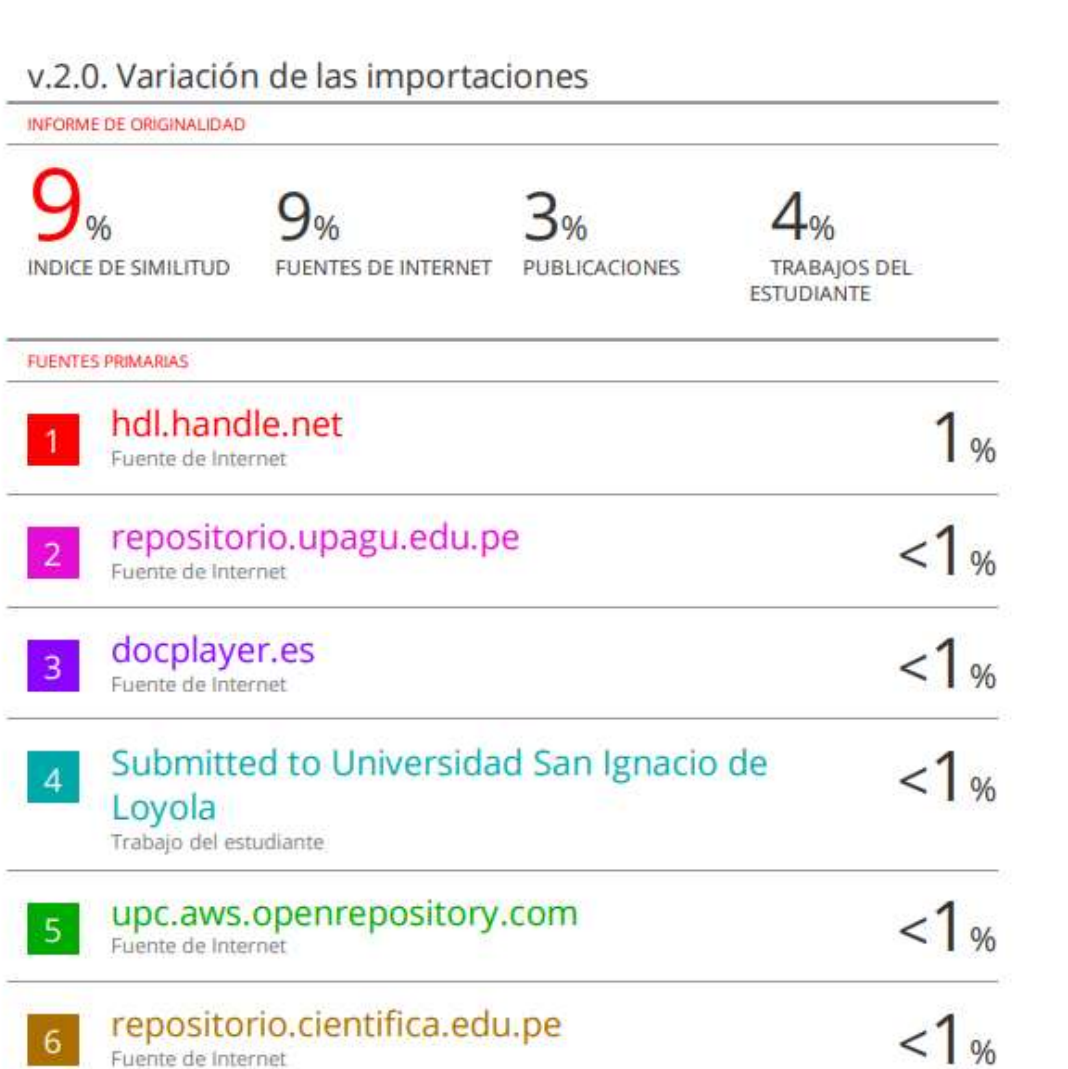 v.2.0. Variación de las importaciones
INFORME DE ORIGINALIDAD
9%
INDICE DE SIMILITUD
9%
FUENTES DE INTERNET
3%
PUBLICACIONES
4%
TRABAJOS DEL
ESTUDIANTE
FUENTES PRIMARIAS
1
hdl.handle.net
Fuente de Internet
1%
2
repositorio.upagu.edu.pe
Fuente de Internet
<1%
3
docplayer.es
Fuente de Internet
<1%
4
Submitted to Universidad San Ignacio de
Loyola
Trabajo del estudiante
<1%
5
upc.aws.openrepository.com
Fuente de Internet
<1%
6
repositorio.cientifica.edu.pe
Fuente de Internet
<1%